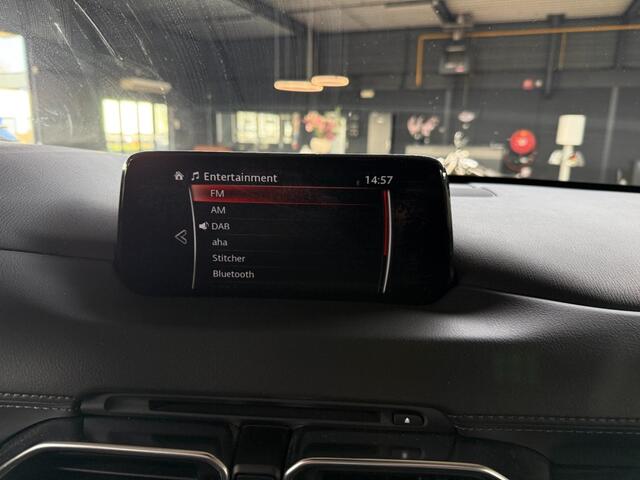 Entertainment 14:57
FM
AM
DAB
aha
Stitcher
Bluetooth